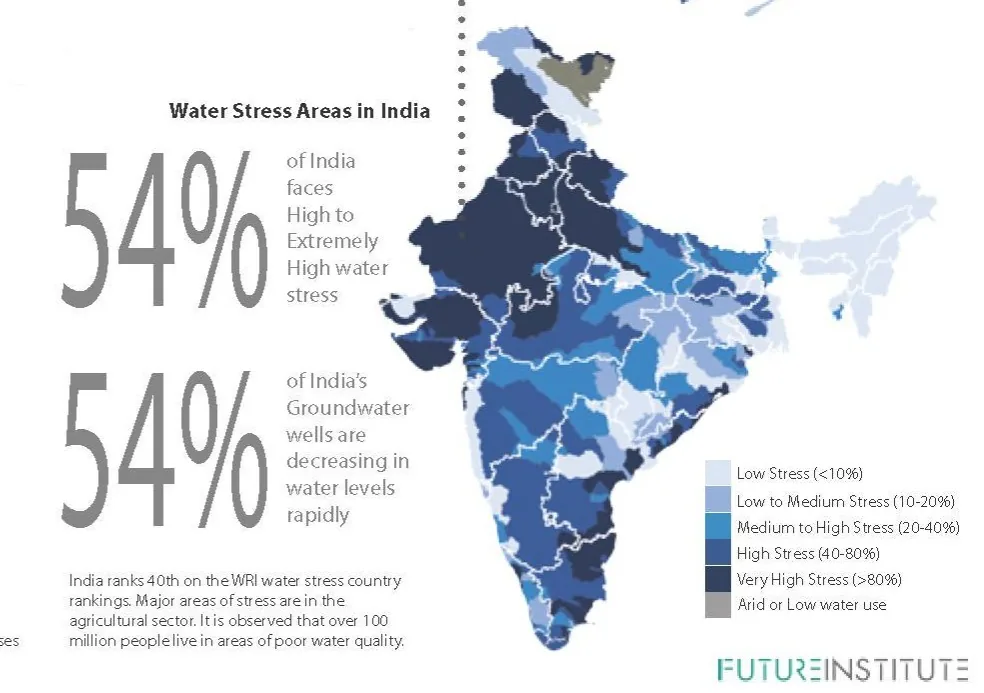 Water Stress Areas in India
54%
of India
faces
High to
Extremely
High water
stress
54%
of India's
Groundwater
wells are
decreasing in
water levels
rapidly
India ranks 40th on the WRI water stress country
rankings. Major areas of stress are in the
agricultural sector. It is observed that over 100
million people live in areas of poor water quality.
Low Stress (<10%)
Low to Medium Stress (10-20%)
Medium to High Stress (20-40%)
High Stress (40-80%)
Very High Stress (>80%)
Arid or Low water use
FUTUREINSTITUTE